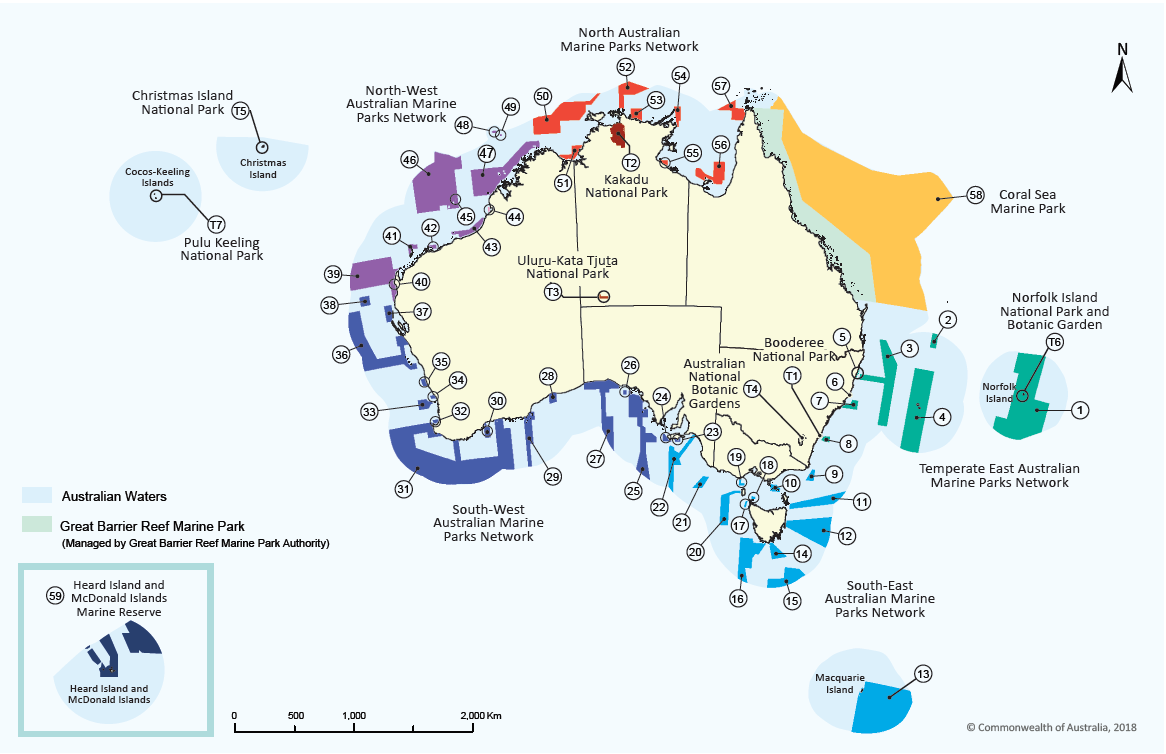 North Australian
Marine Parks Network
N
52
54
57
53
50
North-West
Australian Marine
Parks Network
49
48
Christmas Island
National Park
T5
Christmas
Island
Cocos-Keeling
Islands
T7
Pulu Keeling
National Park
46
47
51
T2
Kakadu
National Park
55
56
58
Coral Sea
Marine Park
45
44
42
41
43
39
40
38
37
36
Uluru-Kata Tjuta
National Park
T3
Norfolk Island
National Park and
Botanic Garden
T6
Norfolk
Island
1
2
3
5
Booderee
National Park
T1
6
Australian
National
Botanic
Gardens
T4
7
4
8
Temperate East Australian
Marine Parks Network
35
34
33
32
30
28
26
24
23
31
29
27
25
22
21
20
19
18
17
10
9
11
12
14
16
15
South-West
Australian Marine
Parks Network
South-East
Australian Marine
Parks Network
Australian Waters
Great Barrier Reef Marine Park
(Managed by Great Barrier Reef Marine Park Authority)
59
Heard Island and
McDonald Islands
Marine Reserve
Heard Island and
McDonald Islands
Macquarie
Island
13
0 500 1,000 2,000 Km
© Commonwealth of Australia, 2018